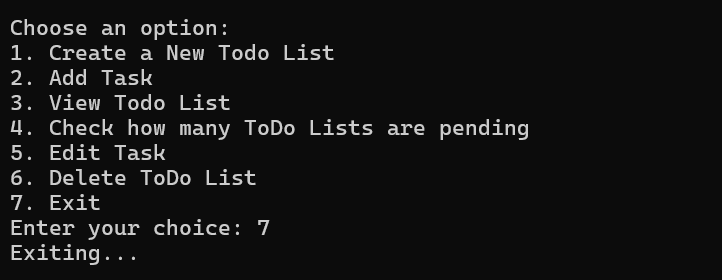 Choose an option:
1. Create a New Todo List
2. Add Task
3. View Todo List
4. Check how many ToDo Lists are pending
5. Edit Task
6. Delete ToDo List
7. Exit
Enter your choice: 7
Exiting...